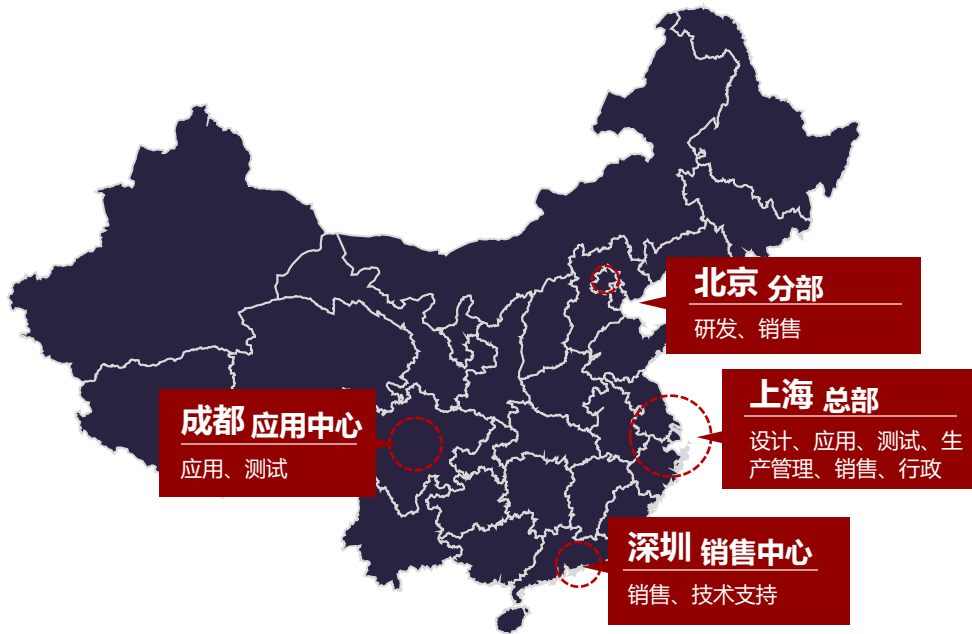 北京 分部
研发、销售
上海 总部
设计、应用、测试、生
产管理、销售、行政
成都 应用中心
应用、测试
深圳 销售中心
销售、技术支持